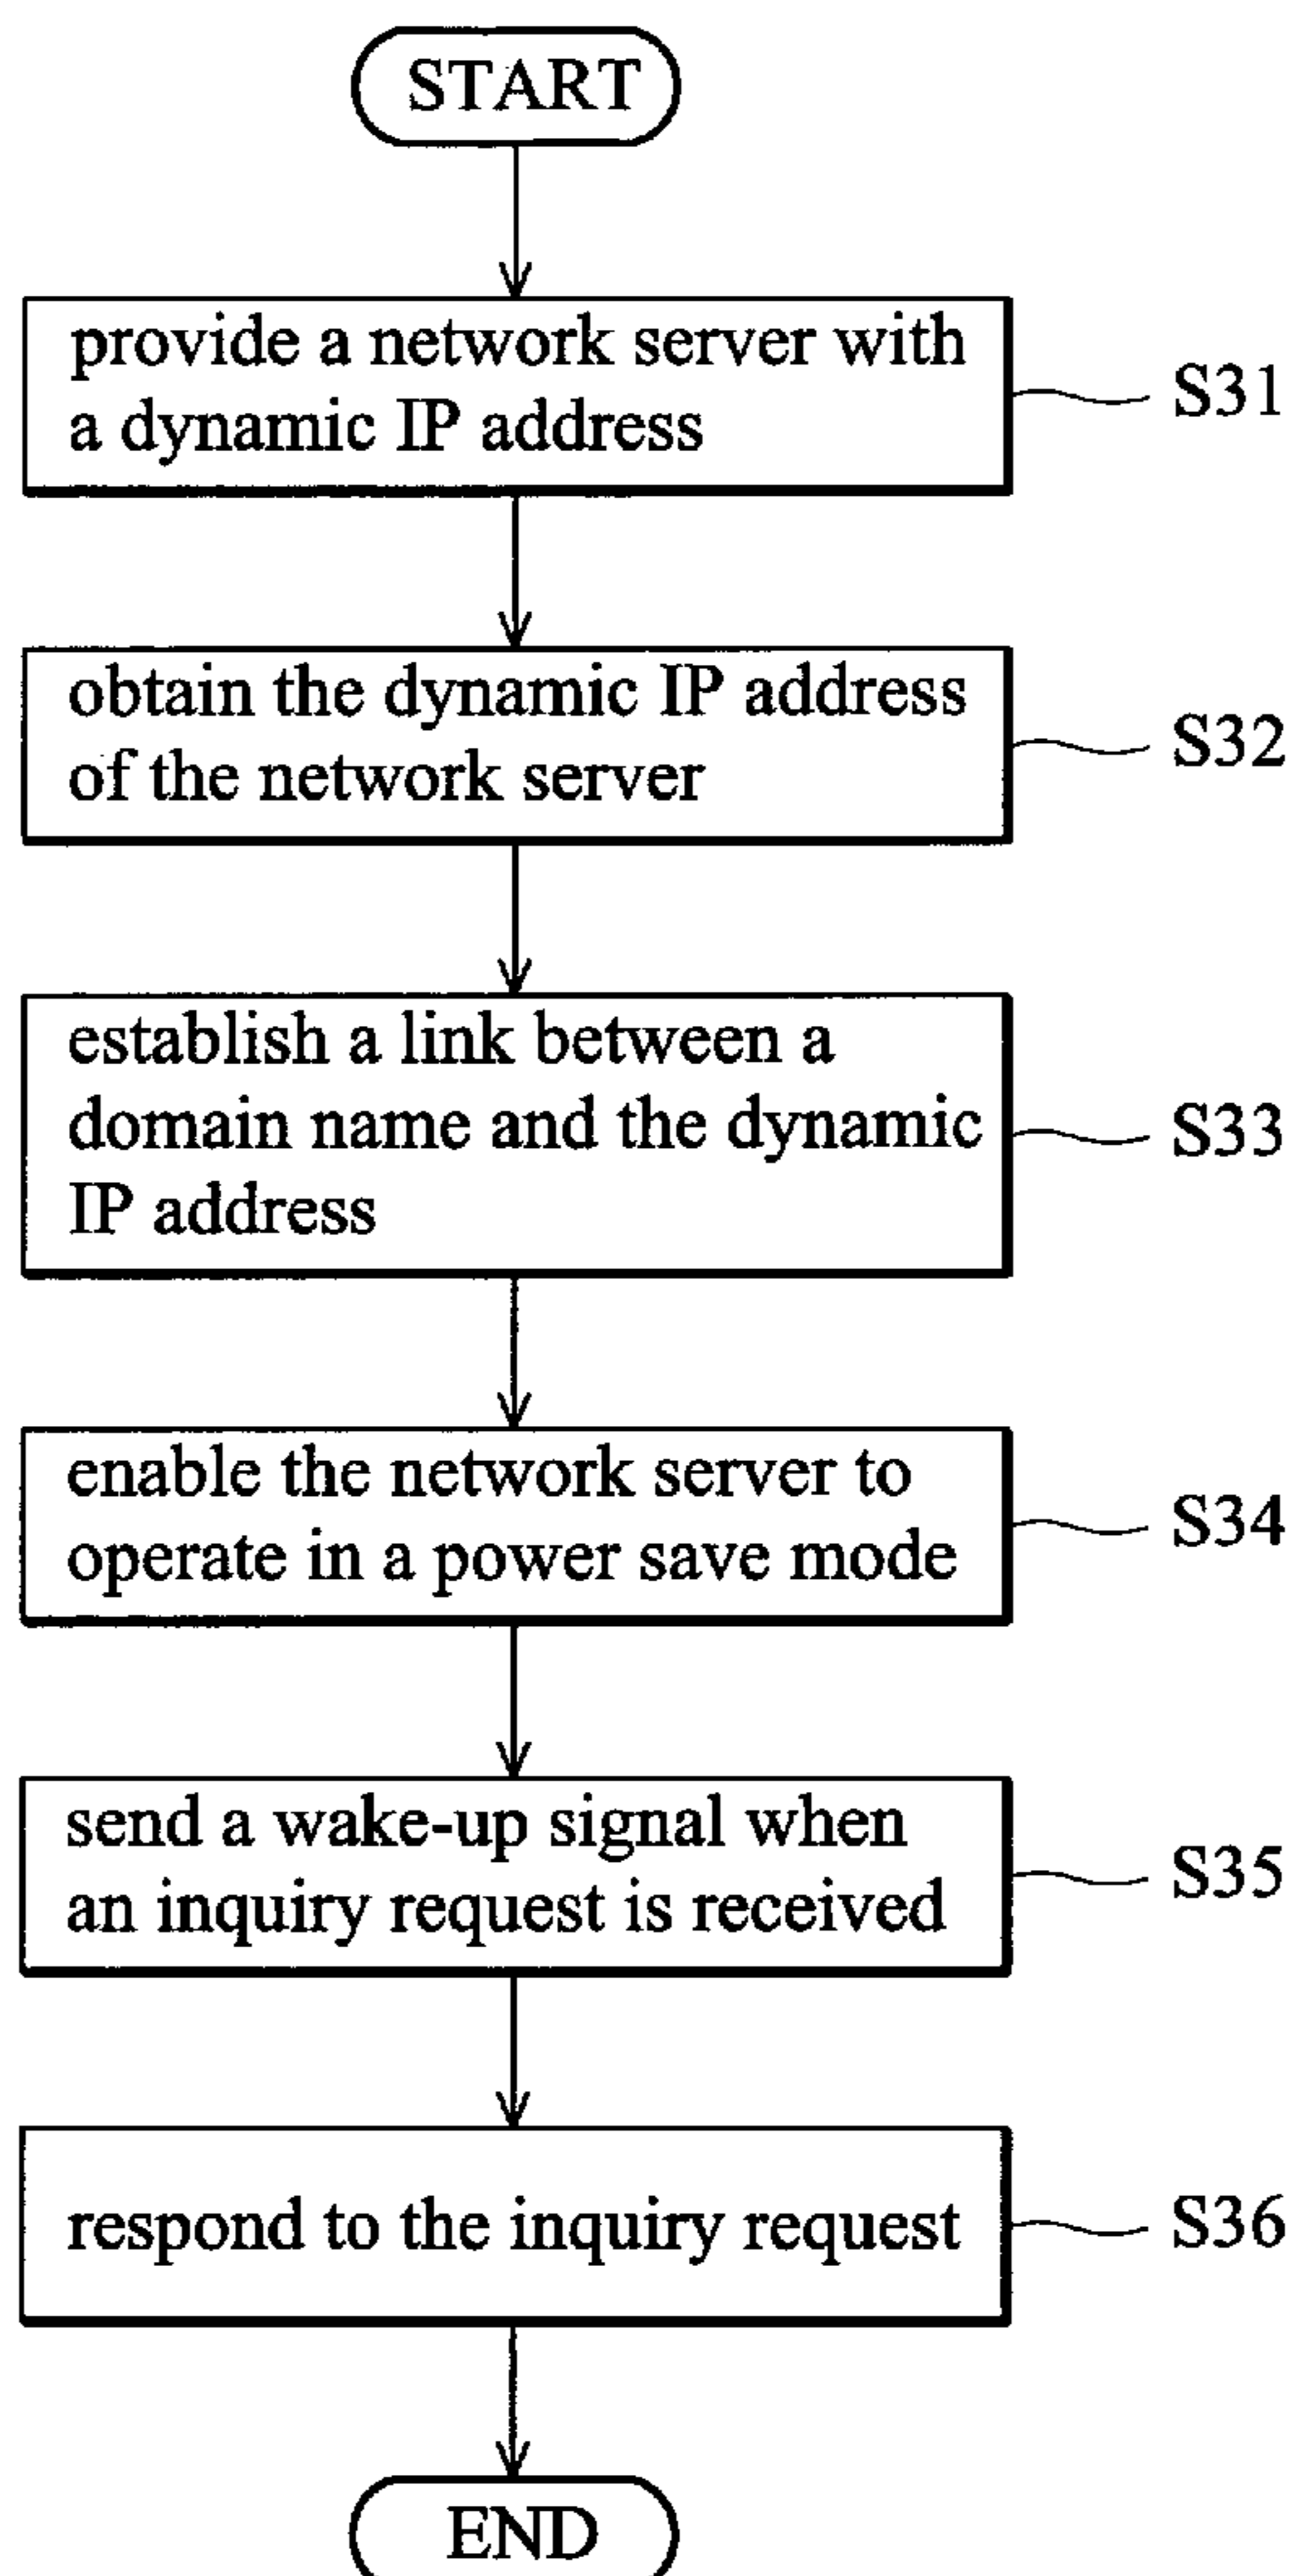 START
provide a network server with
a dynamic IP address
S31
obtain the dynamic IP address
of the network server
S32
establish a link between a
domain name and the dynamic
IP address
S33
enable the network server to
operate in a power save mode
S34
send a wake-up signal when
an inquiry request is received
S35
respond to the inquiry request
S36
END